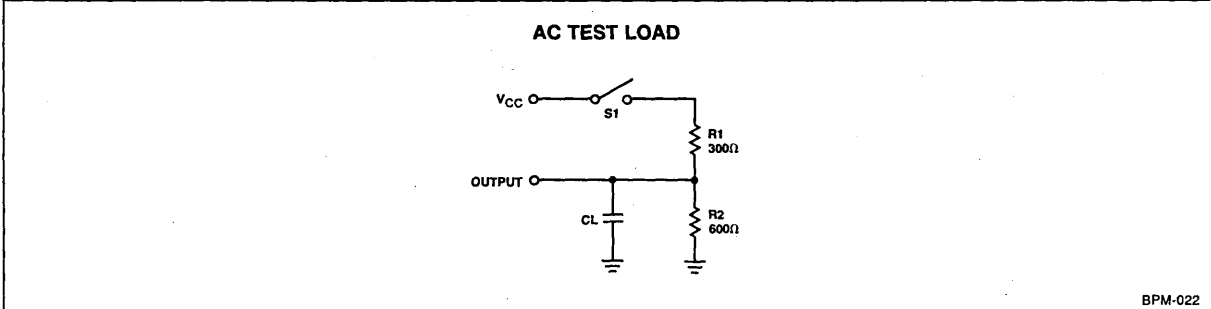 AC TEST LOAD
VCC
S1
R1
300Ω
OUTPUT
CL
R2
600Ω
BPM-022